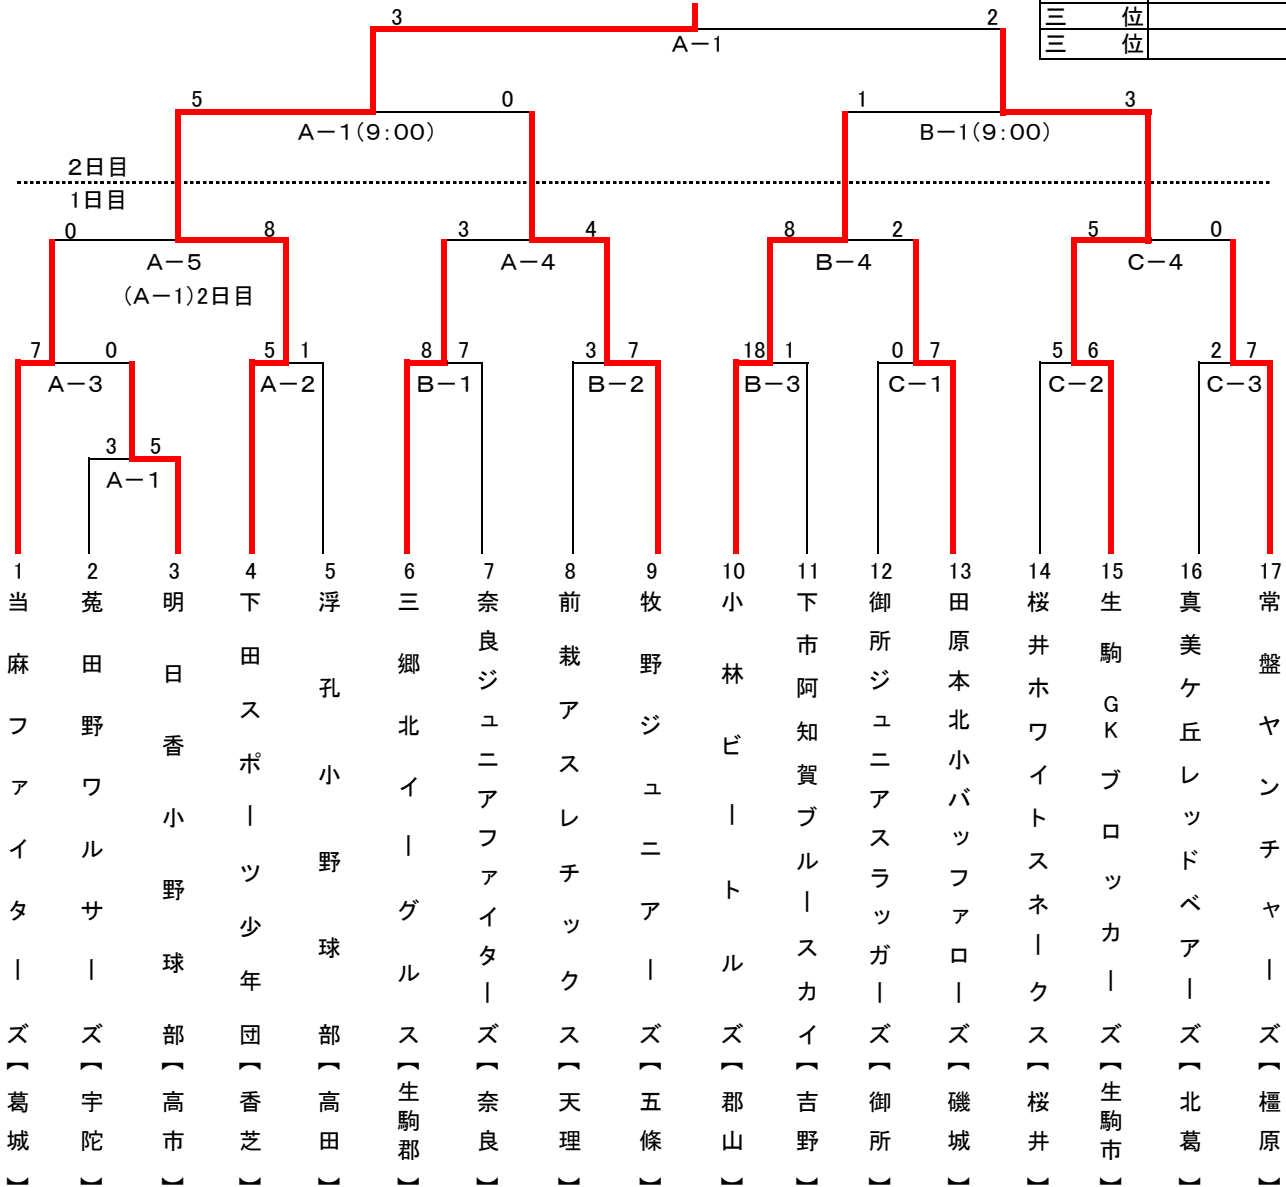 3 2
A-1
三 位
三 位
5 0 1 3
A-1(9:00) B-1(9:00)
2日目
1日目
0 8 3 4 8 2 5 0
A-5 A-4 B-4 C-4
(A-1)2日目
7 0 5 1 8 7 3 7 18 1 0 7 5 6 2 7
A-3 A-2 B-1 B-2 B-3 C-1 C-2 C-3
3 5
A-1
1 当麻ファイターズ【葛城】
2 菟田野ワルサーズ【宇陀】
3 明日香小野球部【高市】
4 下田スポーツ少年団【香芝】
5 浮孔小野球部【高田】
6 三郷北イーグルス【生駒郡】
7 奈良ジュニアファイターズ【奈良】
8 前栽アスレチックス【天理】
9 牧野ジュニアーズ【五條】
10 小林ビートルズ【郡山】
11 下市阿知賀ブルースカイ【吉野】
12 御所ジュニアスラッガーズ【御所】
13 田原本北小バッファローズ【磯城】
14 桜井ホワイトスネークス【桜井】
15 生駒GKブロッカーズ【生駒市】
16 真美ケ丘レッドベアーズ【北葛】
17 常盤ヤンチャーズ【橿原】